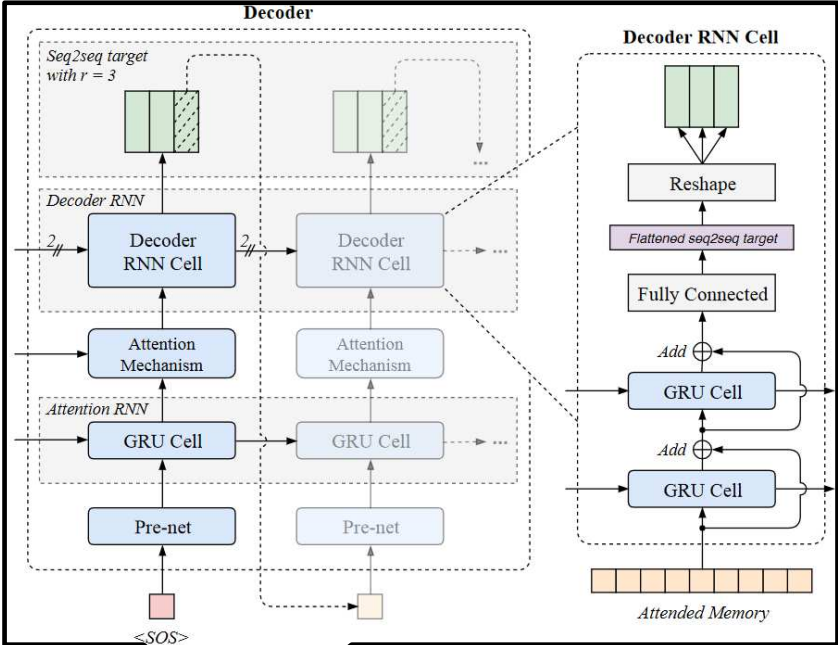 Decoder
Seq2seq target
with r = 3
...
Decoder RNN
2
Decoder
RNN Cell
2
Decoder
RNN Cell
...
Attention
Mechanism
Attention
Mechanism
Attention RNN
GRU Cell
GRU Cell
...
Pre-net
Pre-net
<SOS>
Decoder RNN Cell
Reshape
Flattened seq2seq target
Fully Connected
Add
GRU Cell
Add
GRU Cell
Attended Memory